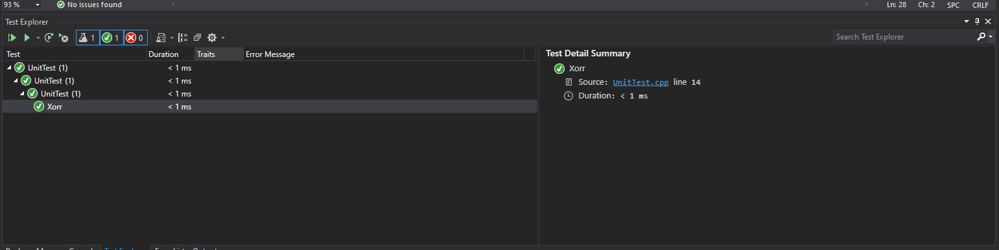 93 % No issues found Ln: 28 Ch: 2 SPC CRLF
Test Explorer
1 1 0 Search Test Explorer
Test Duration Traits Error Message
UnitTest (1) < 1 ms
UnitTest (1) < 1 ms
UnitTest (1) < 1 ms
Xorr < 1 ms
Test Detail Summary
Xorr
Source: UnitTest.cpp line 14
Duration: < 1 ms